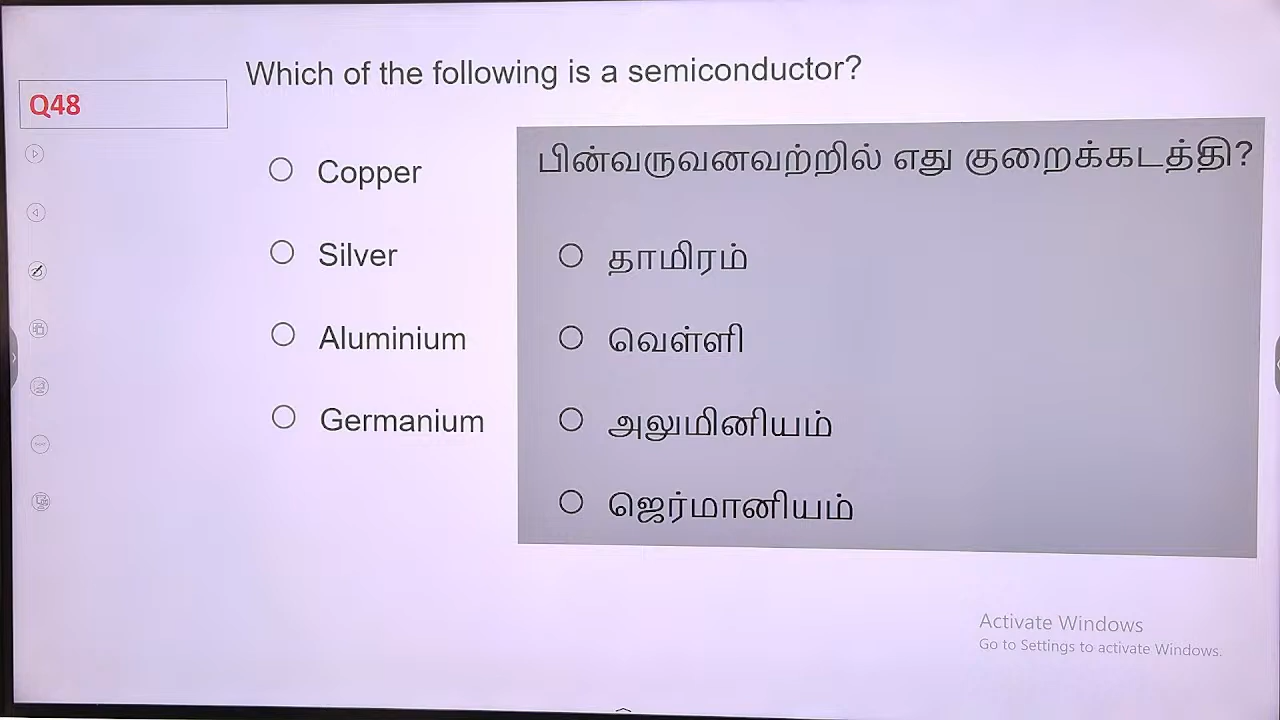 Which of the following is a semiconductor?
Q48
Copper
Silver
Aluminium
Germanium
பின்வருவனவற்றில் எது குறைக்கடத்தி?
தாமிரம்
வெள்ளி
அலுமினியம்
ஜெர்மானியம்
Activate Windows
Go to Settings to activate Windows.